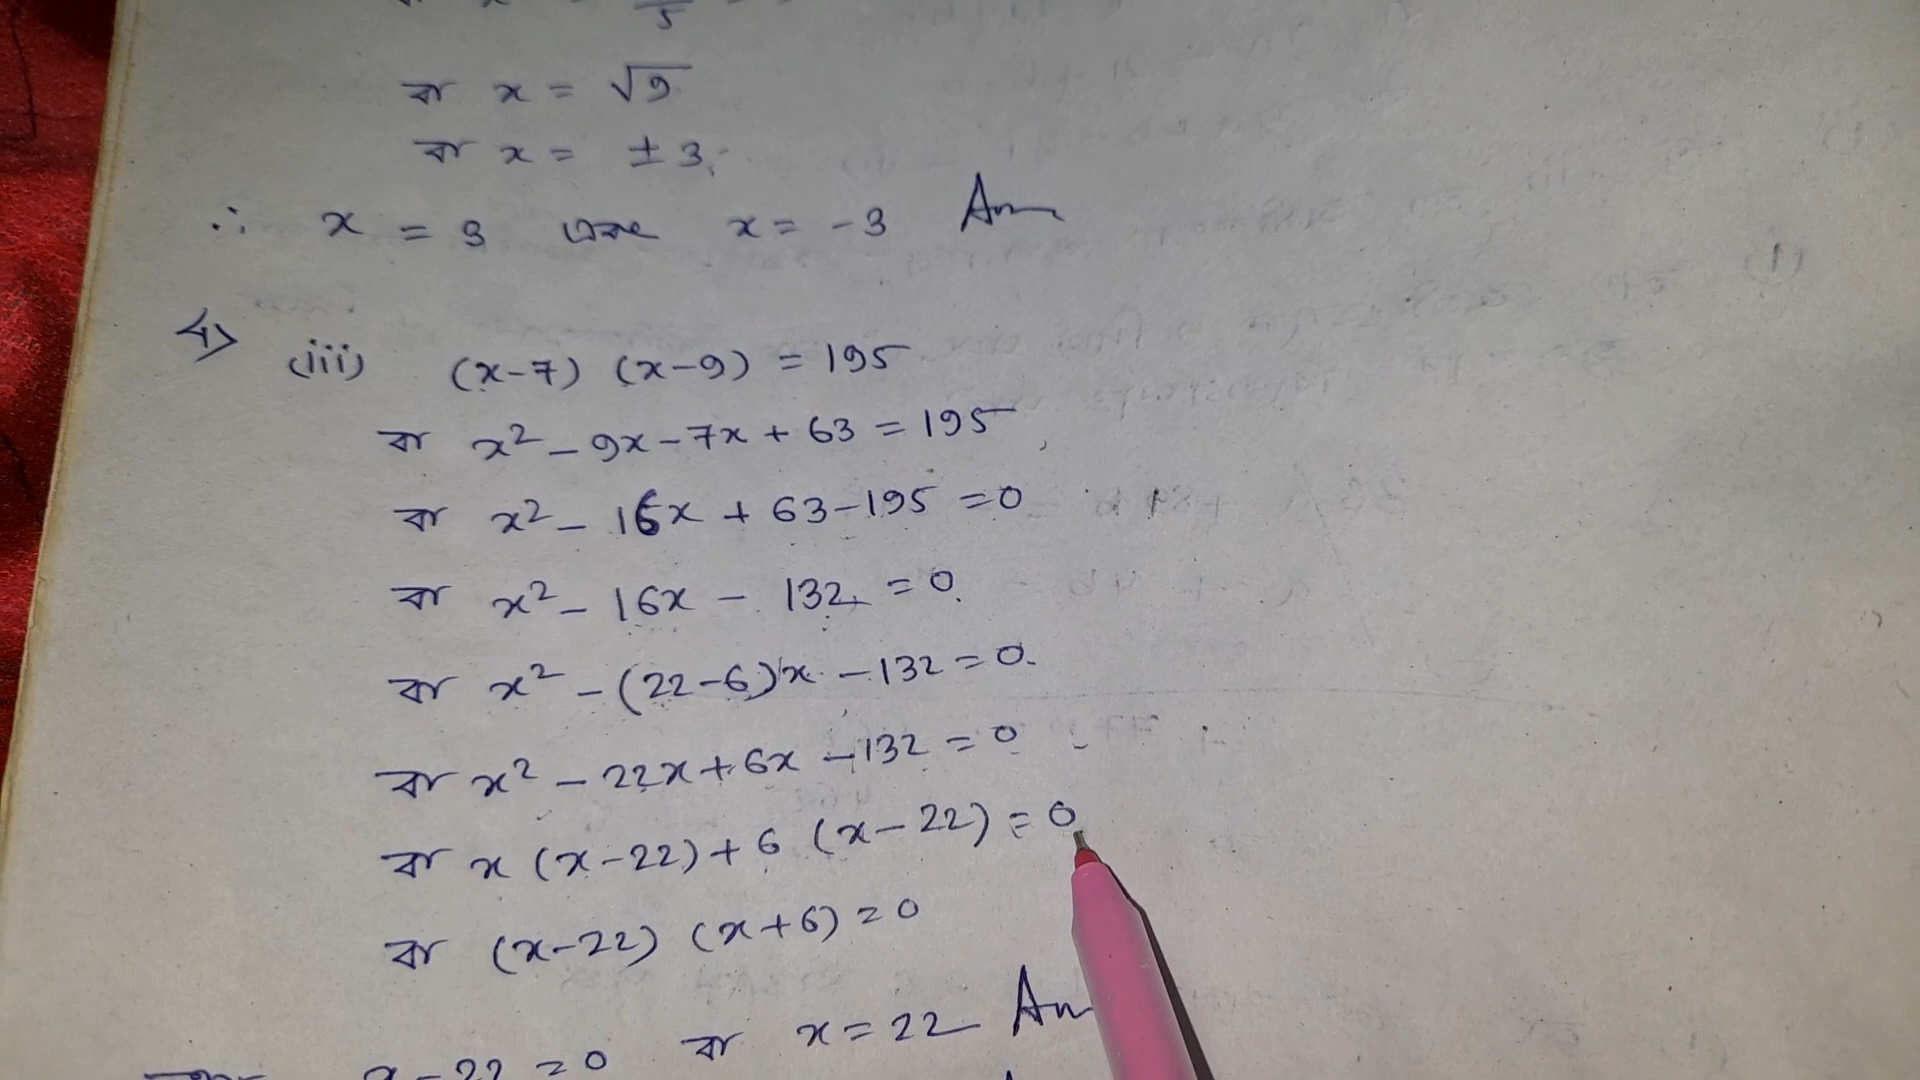 বা x = √9
বা x = ± 3
∴ x = 3 এবং x = -3 Ans
(iii) (x-7) (x-9) = 195
বা x² - 9x - 7x + 63 = 195
বা x² - 16x + 63 - 195 = 0
বা x² - 16x - 132 = 0
বা x² - (22-6)x - 132 = 0
বা x² - 22x + 6x - 132 = 0
বা x (x-22) + 6 (x-22) = 0
বা (x-22) (x+6) = 0
x - 22 = 0 বা x = 22 Ans